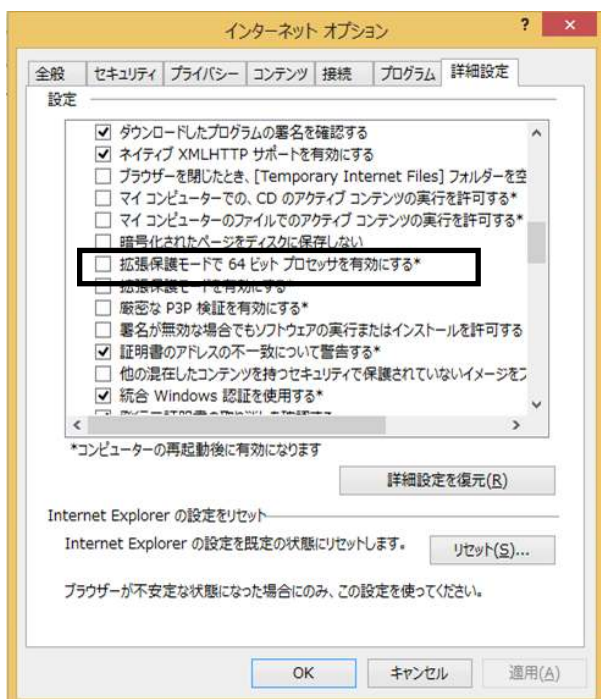 インターネット オプション
? ×
全般 セキュリティ プライバシー コンテンツ 接続 プログラム 詳細設定
設定
ダウンロードしたプログラムの署名を確認する
ネイティブ XMLHTTP サポートを有効にする
ブラウザーを閉じたとき、[Temporary Internet Files] フォルダーを空
マイ コンピューターでの、CD のアクティブ コンテンツの実行を許可する*
マイ コンピューターのファイルでのアクティブ コンテンツの実行を許可する*
暗号化されたページをディスクに保存しない
拡張保護モードで 64 ビット プロセッサを有効にする*
拡張保護モードを有効にする*
厳密な P3P 検証を有効にする*
署名が無効な場合でもソフトウェアの実行またはインストールを許可する
証明書のアドレスの不一致について警告する*
他の混在したコンテンツを持つセキュリティで保護されていないイメージをブ
統合 Windows 認証を使用する*
*コンピューターの再起動後に有効になります
詳細設定を復元(R)
Internet Explorer の設定をリセット
Internet Explorer の設定を既定の状態にリセットします。
リセット(S)...
ブラウザーが不安定な状態になった場合にのみ、この設定を使ってください。
OK キャンセル 適用(A)